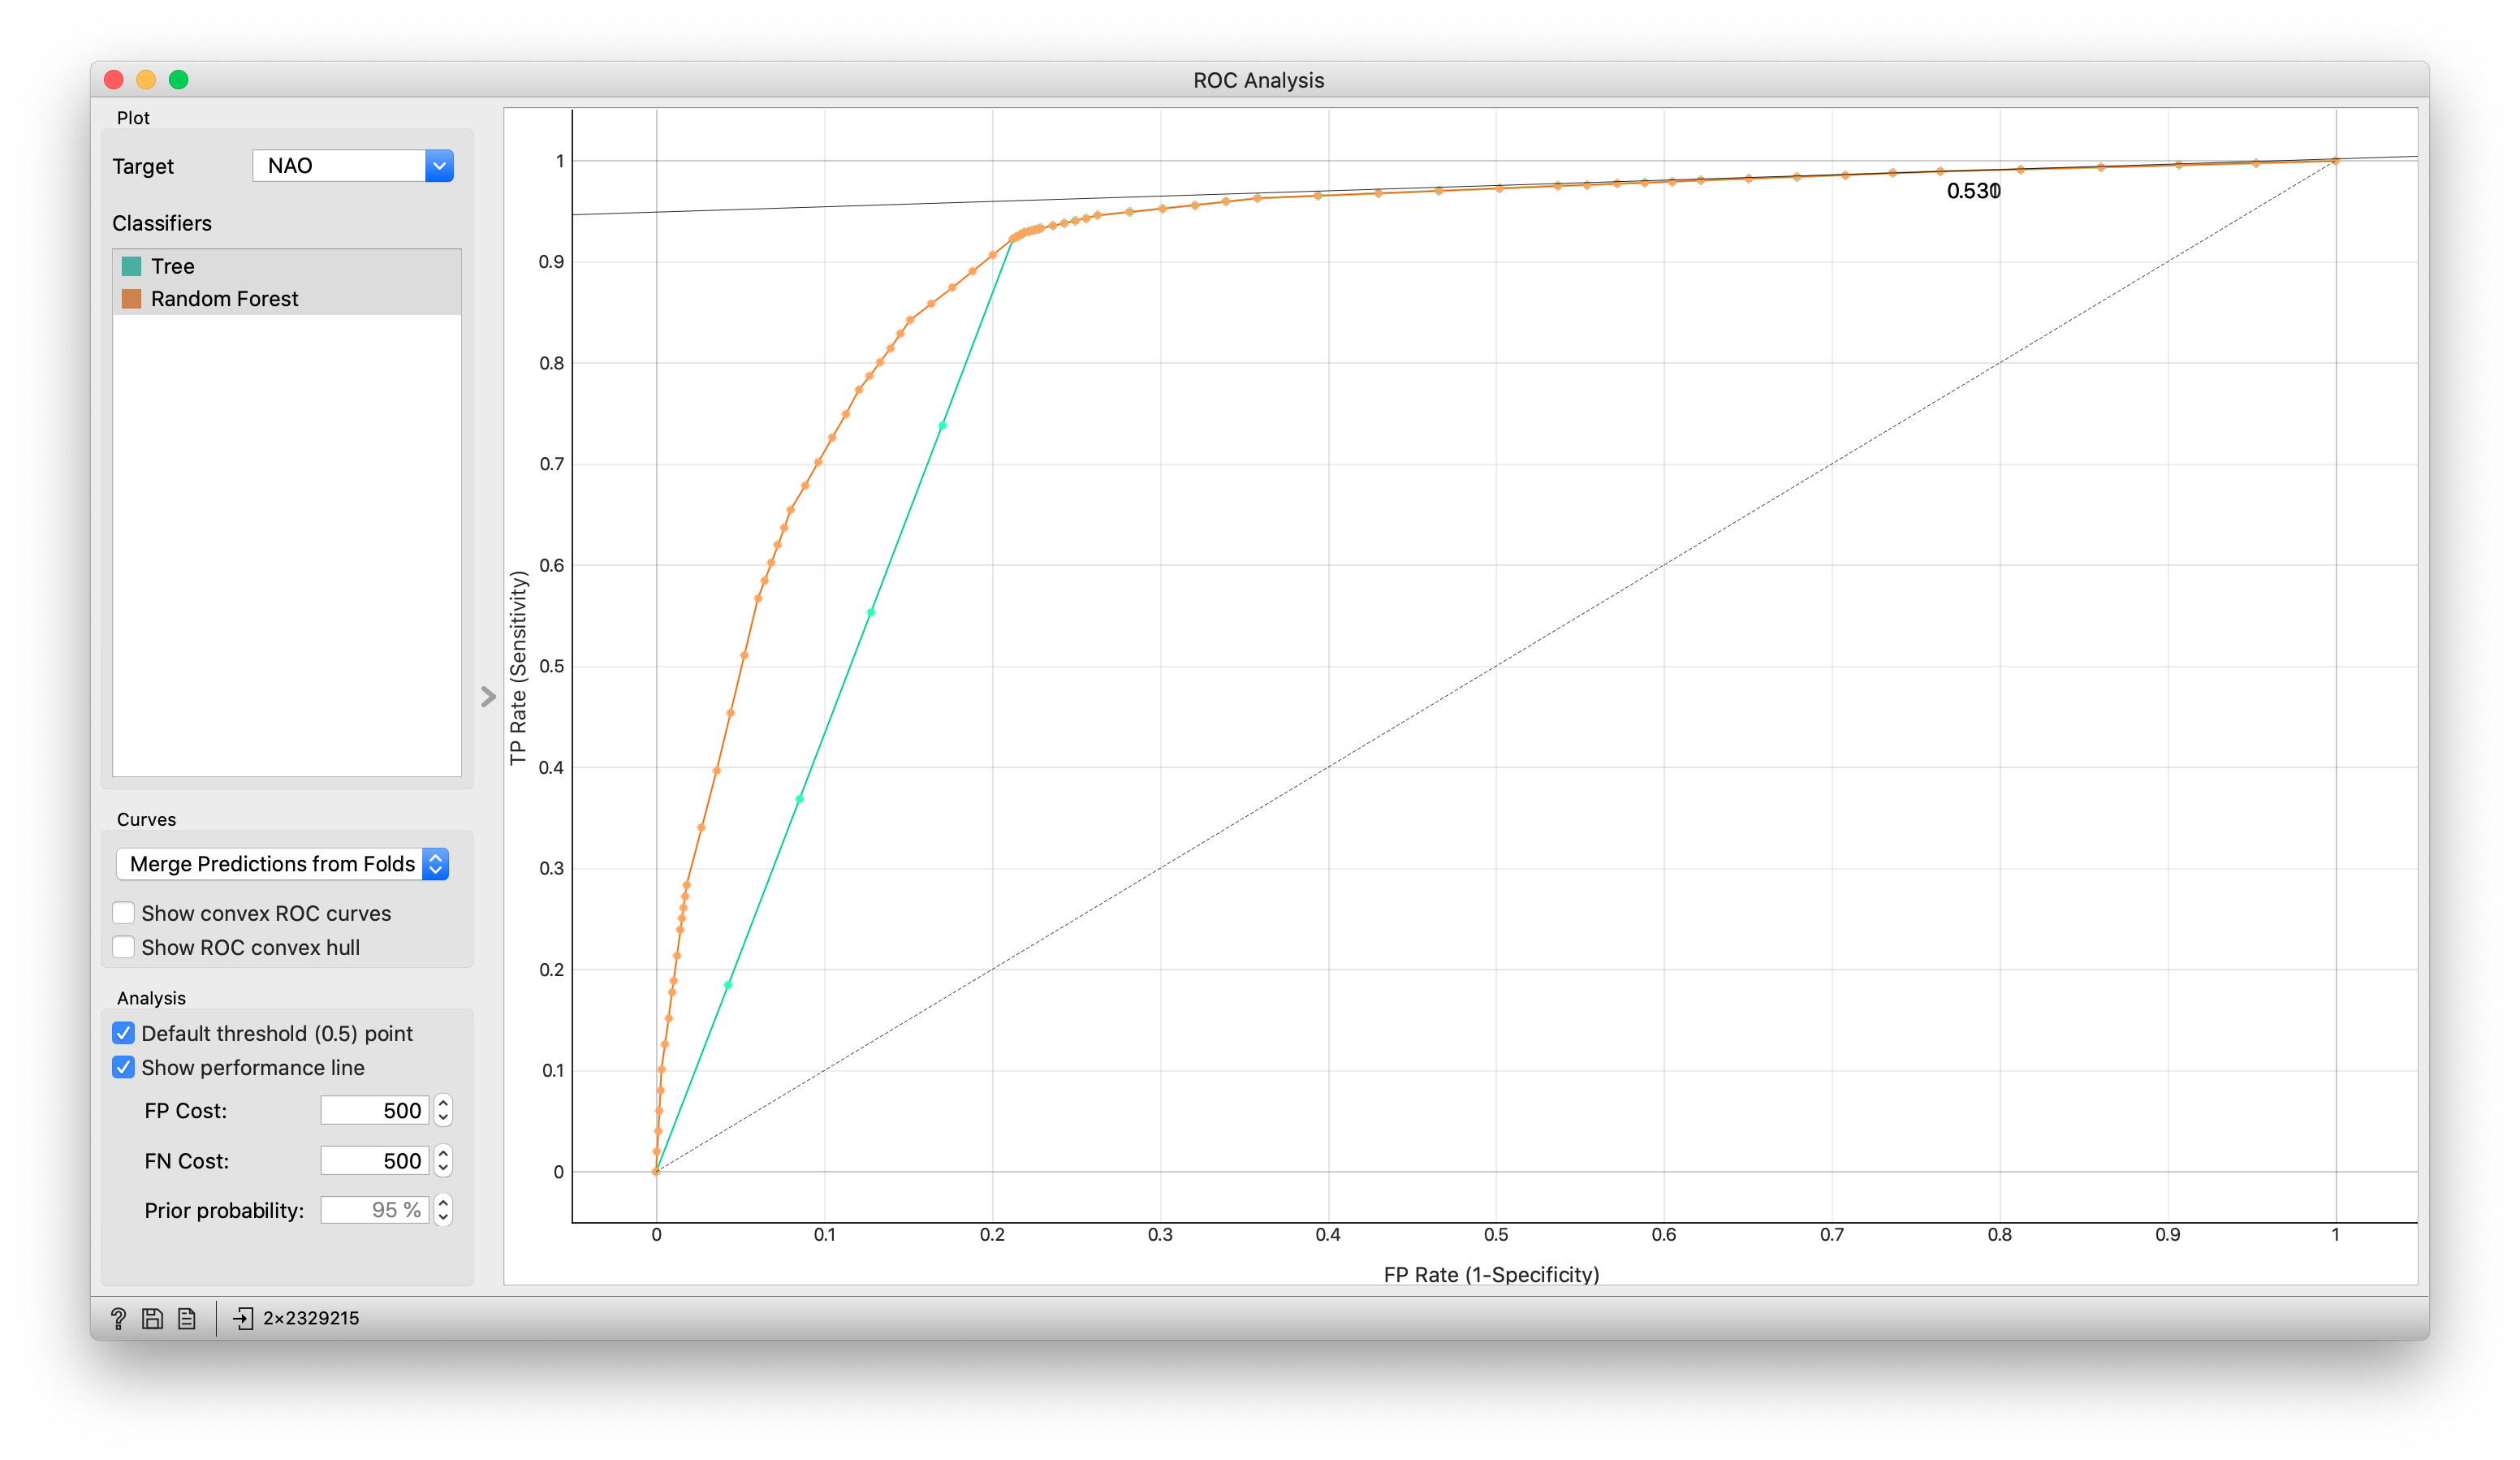 ROC Analysis
Plot
Target
NAO
Classifiers
Tree
Random Forest
Curves
Merge Predictions from Folds
Show convex ROC curves
Show ROC convex hull
Analysis
Default threshold (0.5) point
Show performance line
FP Cost:
500
FN Cost:
500
Prior probability:
95 %
TP Rate (Sensitivity)
1
0.9
0.8
0.7
0.6
0.5
0.4
0.3
0.2
0.1
0
0 0.1 0.2 0.3 0.4 0.5 0.6 0.7 0.8 0.9 1
FP Rate (1-Specificity)
? 2×2329215